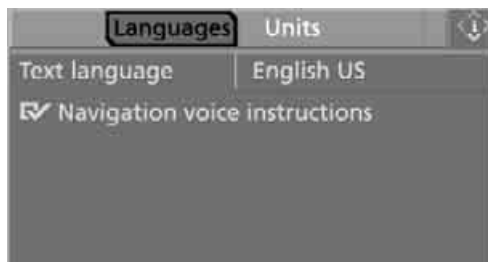 Languages Units i
Text language English US
Navigation voice instructions